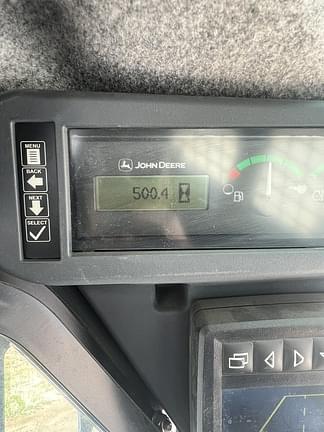 MENU
BACK
NEXT
SELECT
JOHN DEERE
500.4